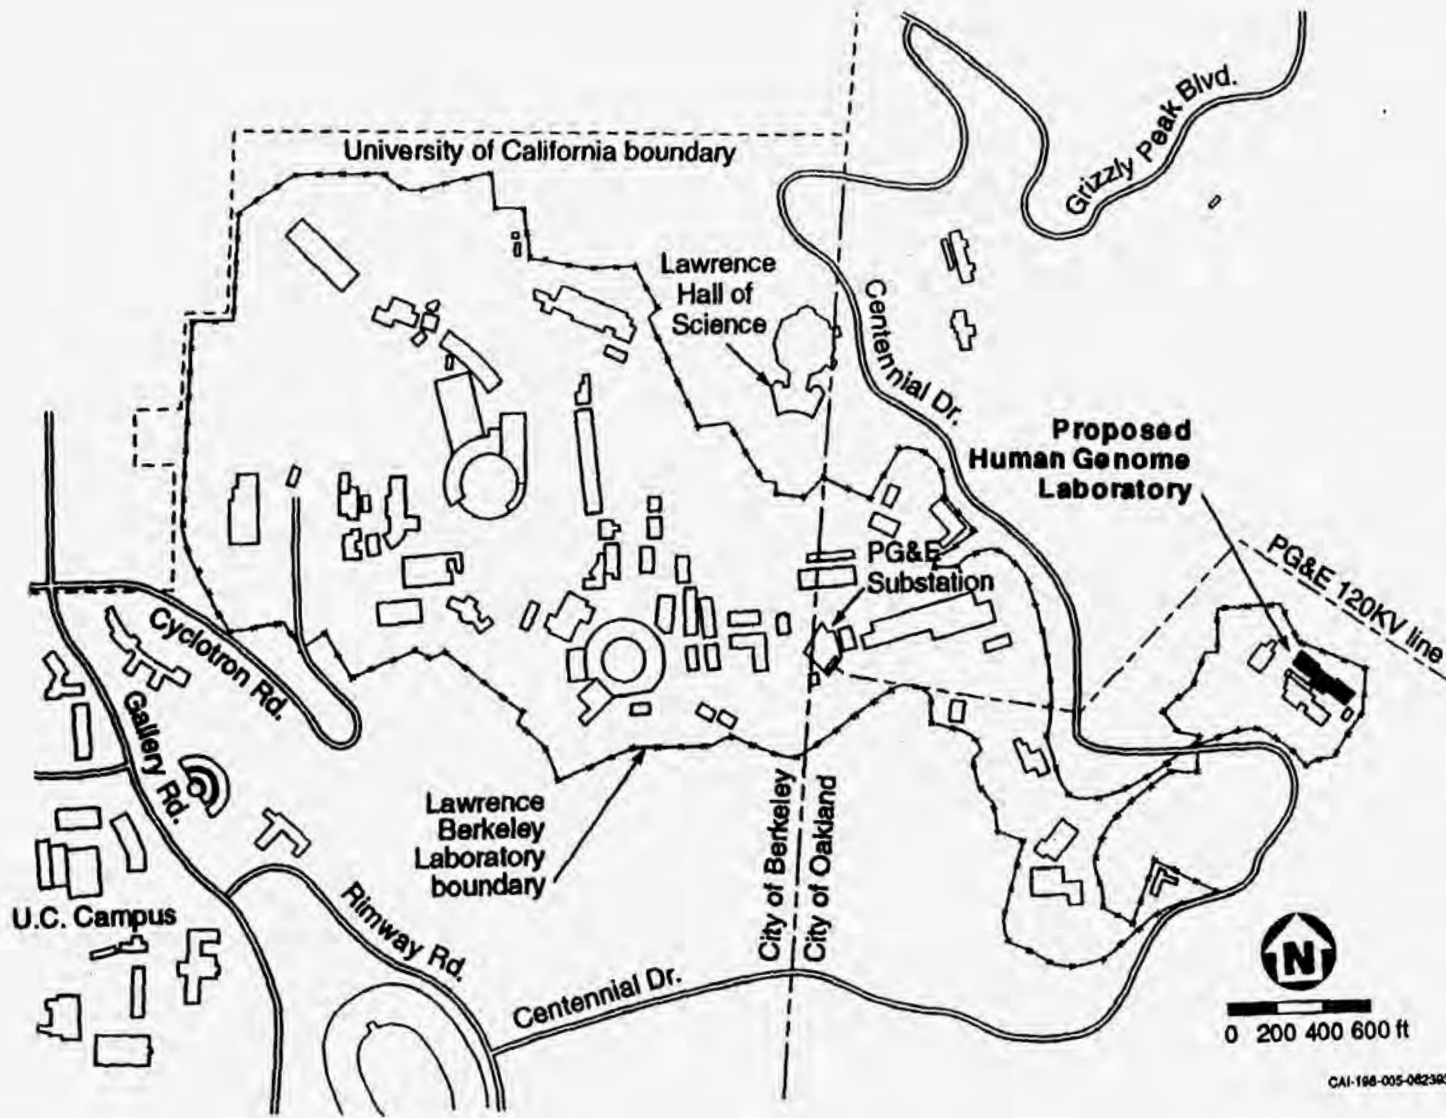 Grizzly Peak Blvd.
University of California boundary
Lawrence
Hall of
Science
Centennial Dr.
Proposed
Human Genome
Laboratory
PG&E
Substation
PG&E 120KV line
Cyclotron Rd.
Gallery Rd.
Lawrence
Berkeley
Laboratory
boundary
City of Berkeley
City of Oakland
U.C. Campus
Rimway Rd.
Centennial Dr.
N
0 200 400 600 ft